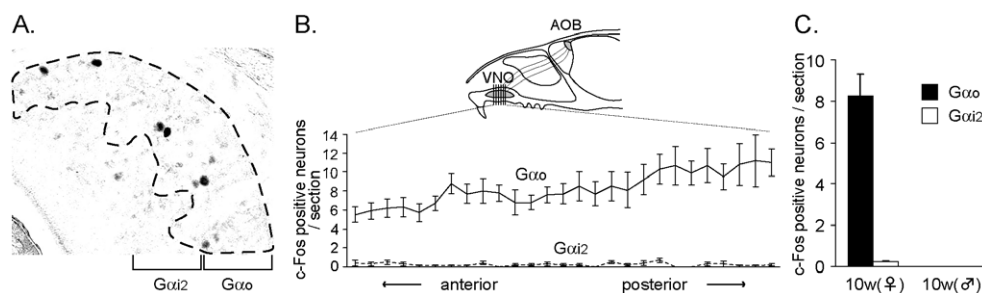 A.
Gαi2
Gαo
B.
AOB
VNO
c-Fos positive neurons
/ section
14
12
10
8
6
4
2
0
Gαo
Gαi2
anterior
posterior
C.
c-Fos positive neurons / section
10
8
6
4
2
0
Gαo
Gαi2
10w(♀)
10w(♂)